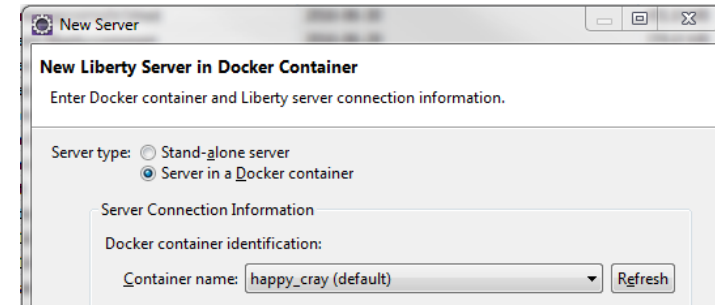 New Server
New Liberty Server in Docker Container
Enter Docker container and Liberty server connection information.
Server type: Stand-alone server
Server in a Docker container
Server Connection Information
Docker container identification:
Container name: happy_cray (default) Refresh